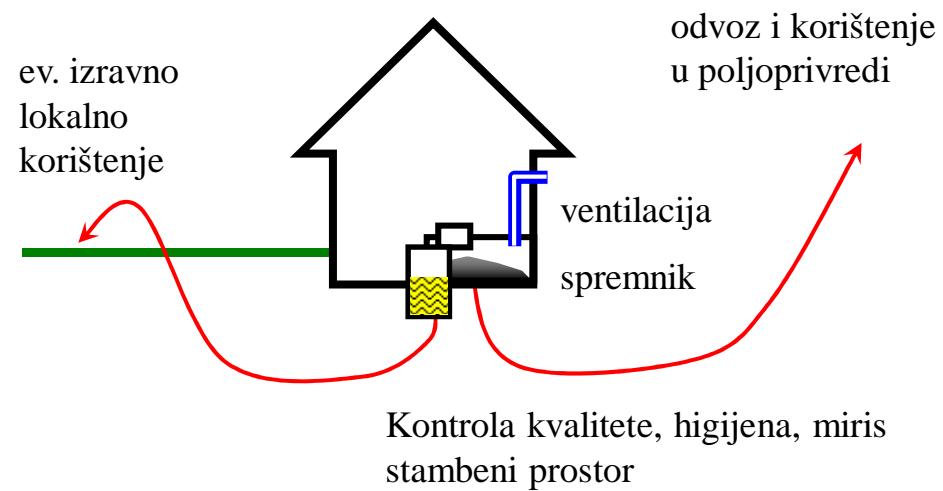 odvoz i korištenje
u poljoprivredi
ev. izravno
lokalno
korištenje
ventilacija
spremnik
Kontrola kvalitete, higijena, miris
stambeni prostor